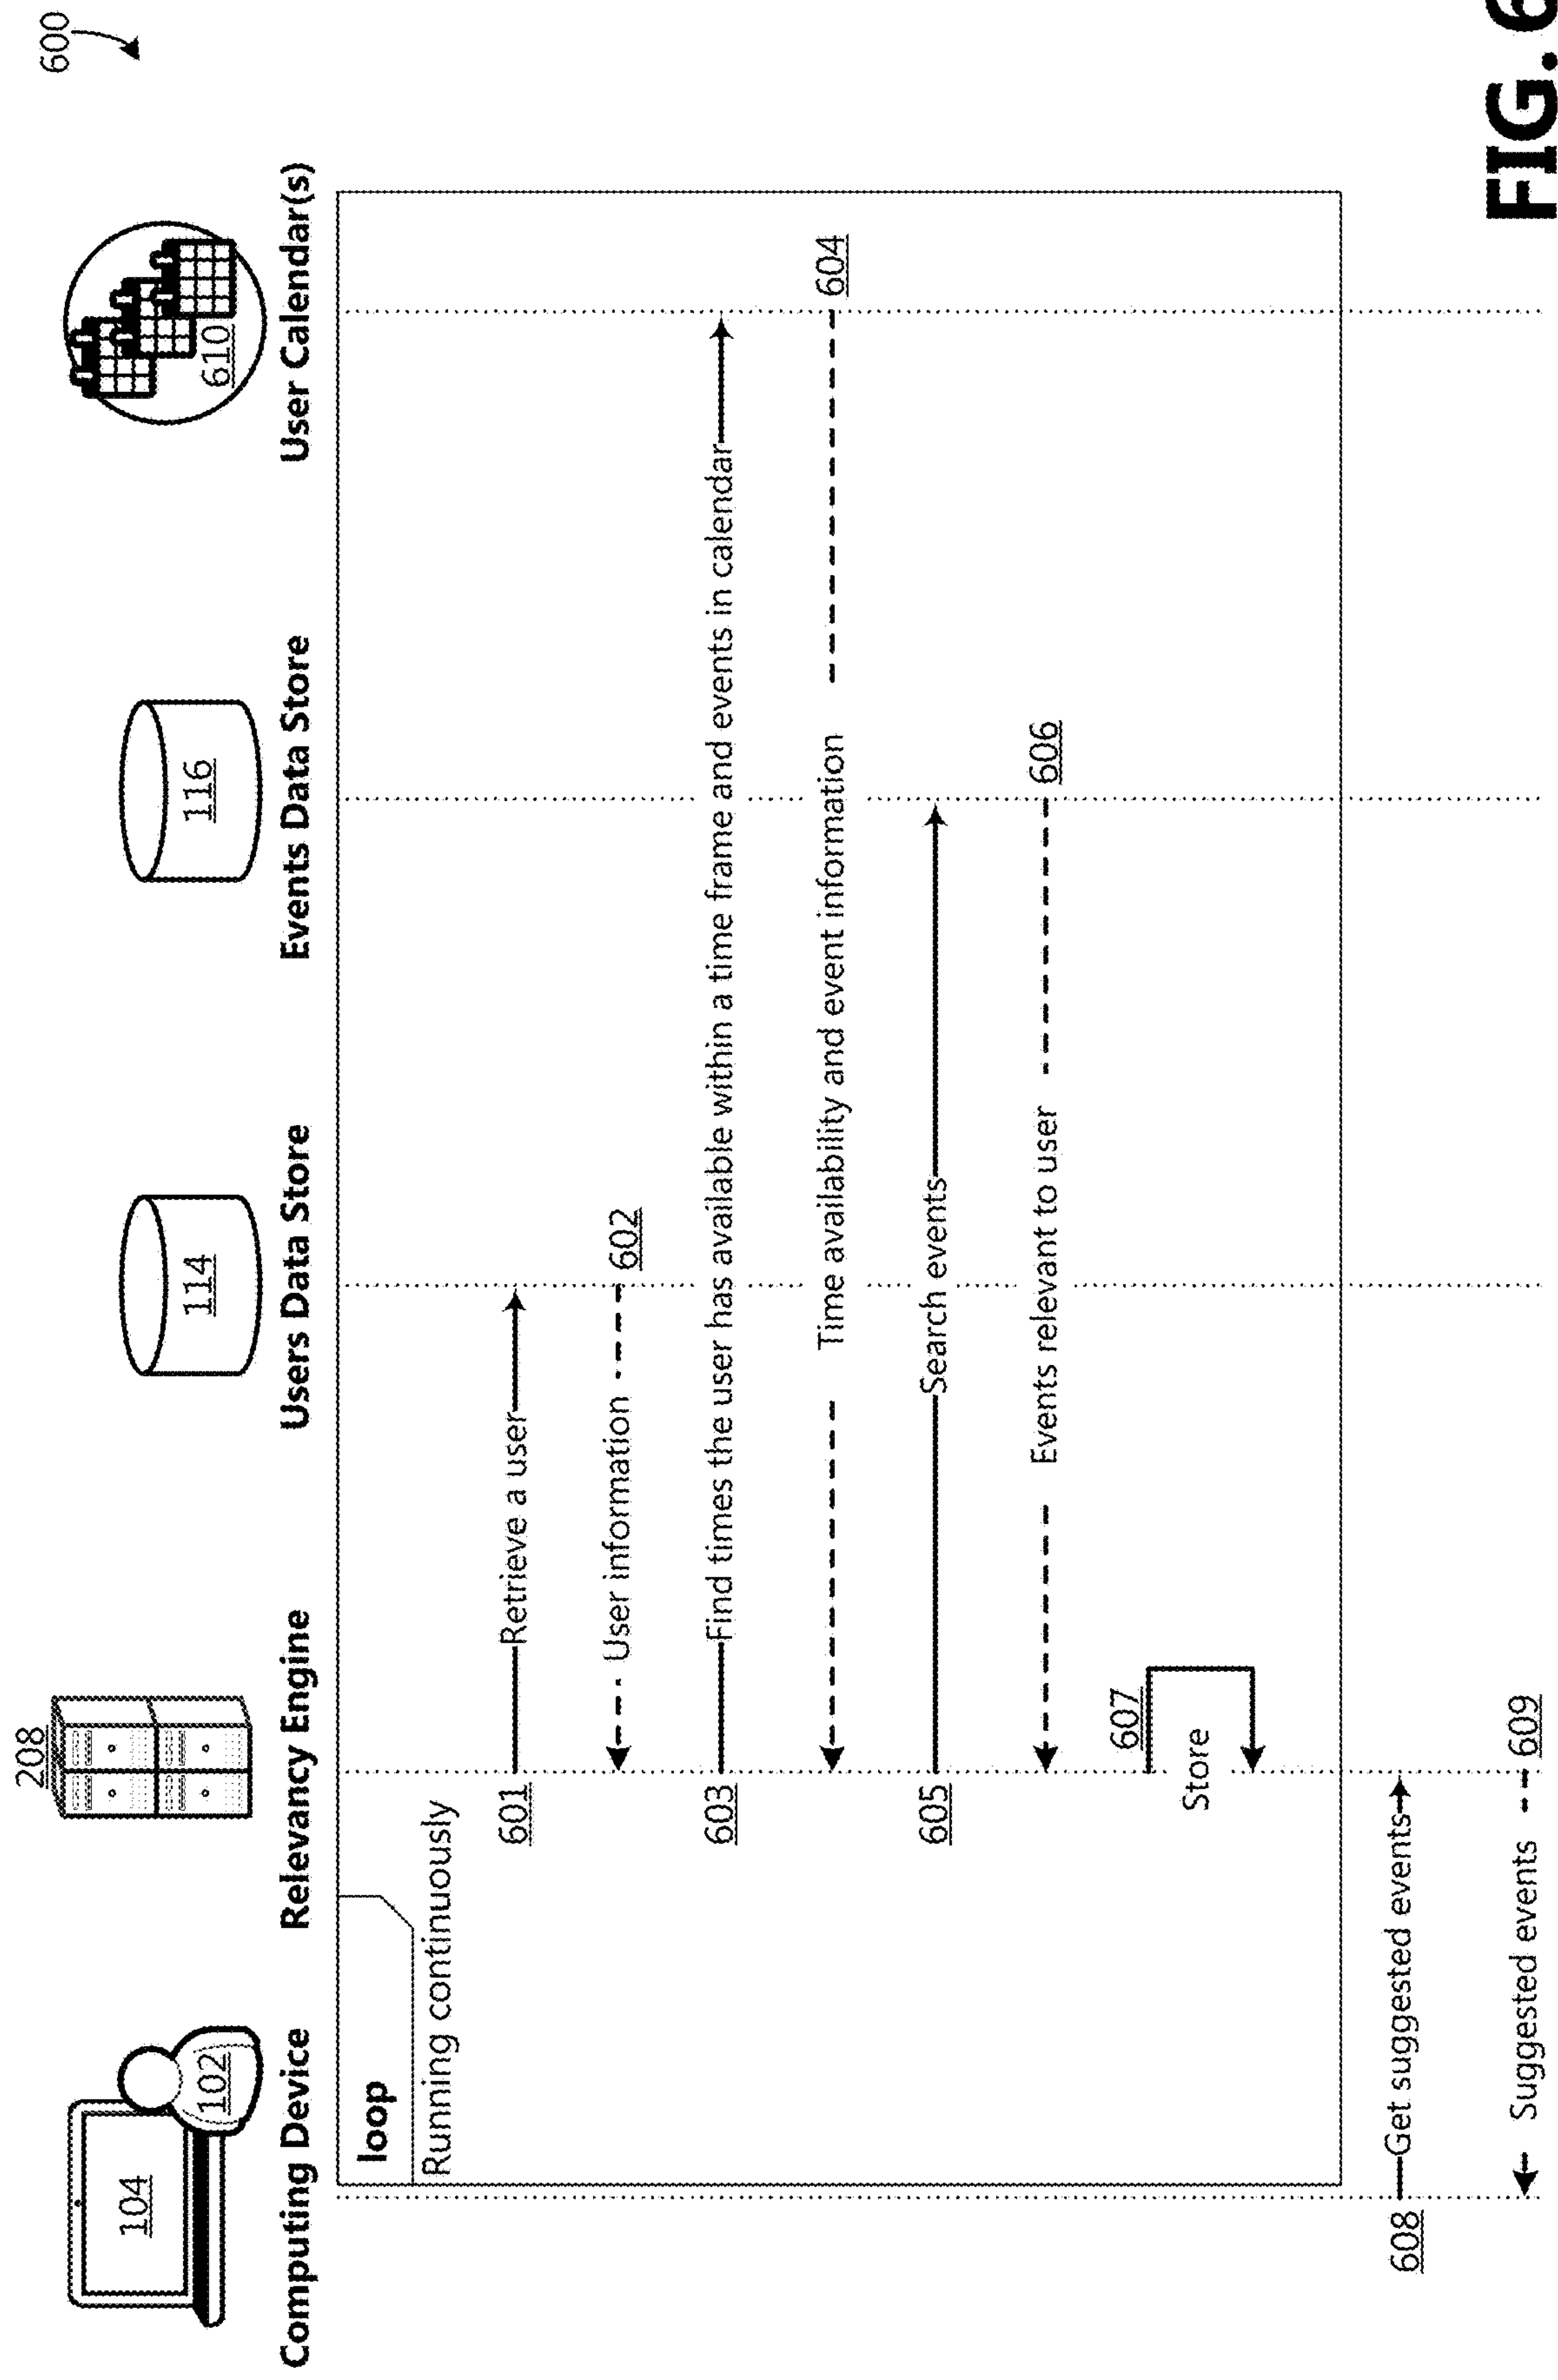 600
208
104
102
114
116
610
Computing Device
Relevancy Engine
Users Data Store
Events Data Store
User Calendar(s)
loop
Running continuously
601
Retrieve a user
User information
602
603
Find times the user has available within a time frame and events in calendar
Time availability and event information
604
605
Search events
Events relevant to user
606
607
Store
608
Get suggested events
Suggested events
609
FIG. 6